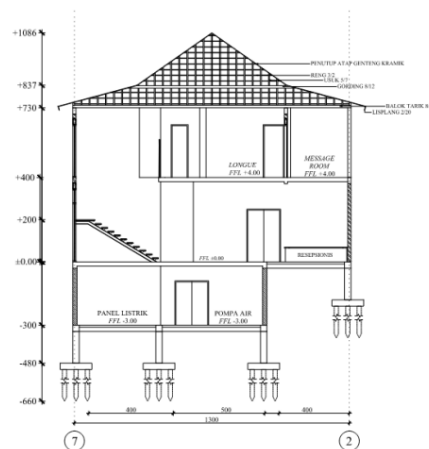 +1086
PENUTUP ATAP GENTENG KRAMIK
RENG 3/2
USUK 5/7
GORDING 8/12
+837
BALOK TARIK 8
+730
LISPLANG 2/20
LONGUE
FFL +4.00
MESSAGE
ROOM
FFL +4.00
+400
+200
RESEPSIONIS
FFL ±0.00
±0.00
PANEL LISTRIK
FFL -3.00
POMPA AIR
FFL -3.00
-300
-480
-660
400
500
400
1300
7
2